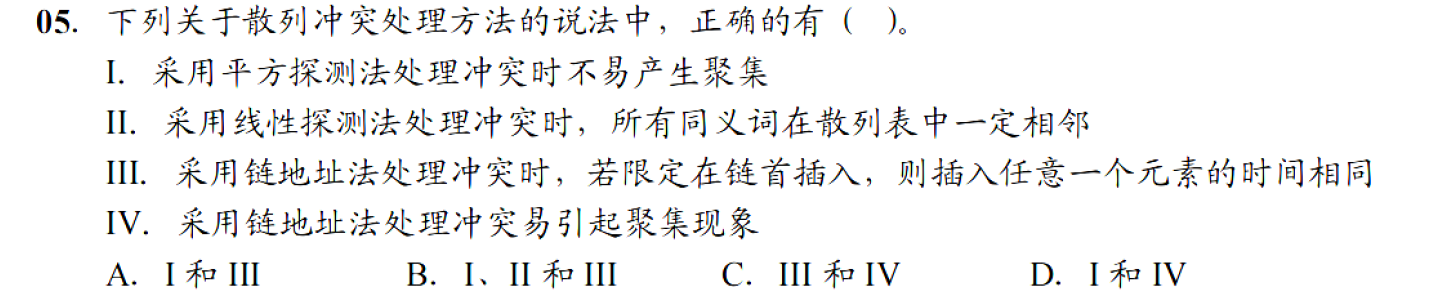 05. 下列关于散列冲突处理方法的说法中，正确的有（ ）。
I. 采用平方探测法处理冲突时不易产生聚集
II. 采用线性探测法处理冲突时，所有同义词在散列表中一定相邻
III. 采用链地址法处理冲突时，若限定在链首插入，则插入任意一个元素的时间相同
IV. 采用链地址法处理冲突易引起聚集现象
A. I 和 III B. I、II 和 III C. III 和 IV D. I 和 IV